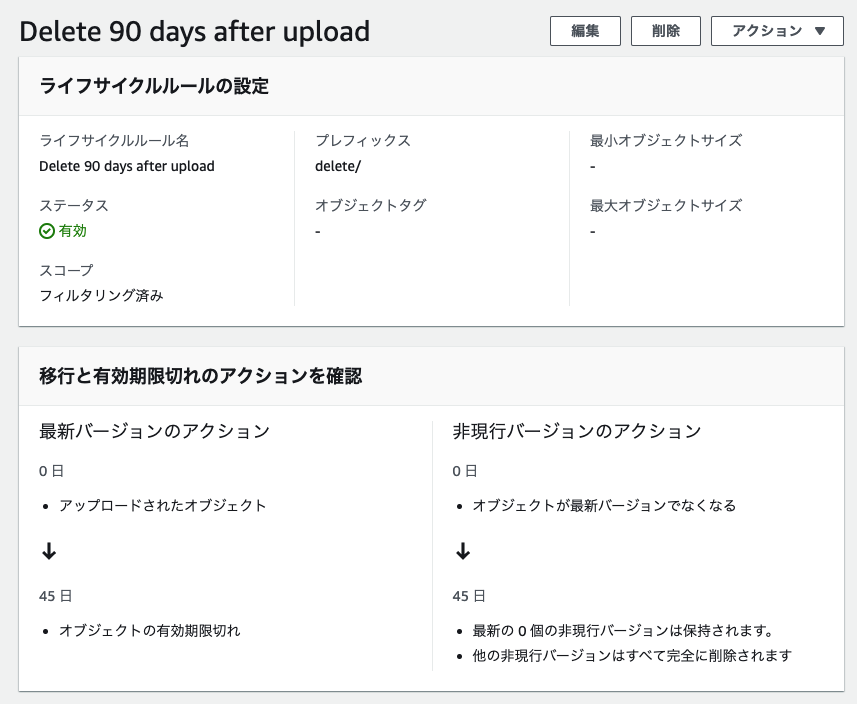 Delete 90 days after upload
編集
削除
アクション ▼
ライフサイクルルールの設定
ライフサイクルルール名
Delete 90 days after upload
ステータス
有効
スコープ
フィルタリング済み
プレフィックス
delete/
オブジェクトタグ
-
最小オブジェクトサイズ
-
最大オブジェクトサイズ
-
移行と有効期限切れのアクションを確認
最新バージョンのアクション
0 日
• アップロードされたオブジェクト
↓
45 日
• オブジェクトの有効期限切れ
非現行バージョンのアクション
0 日
• オブジェクトが最新バージョンでなくなる
↓
45 日
• 最新の 0 個の非現行バージョンは保持されます。
• 他の非現行バージョンはすべて完全に削除されます